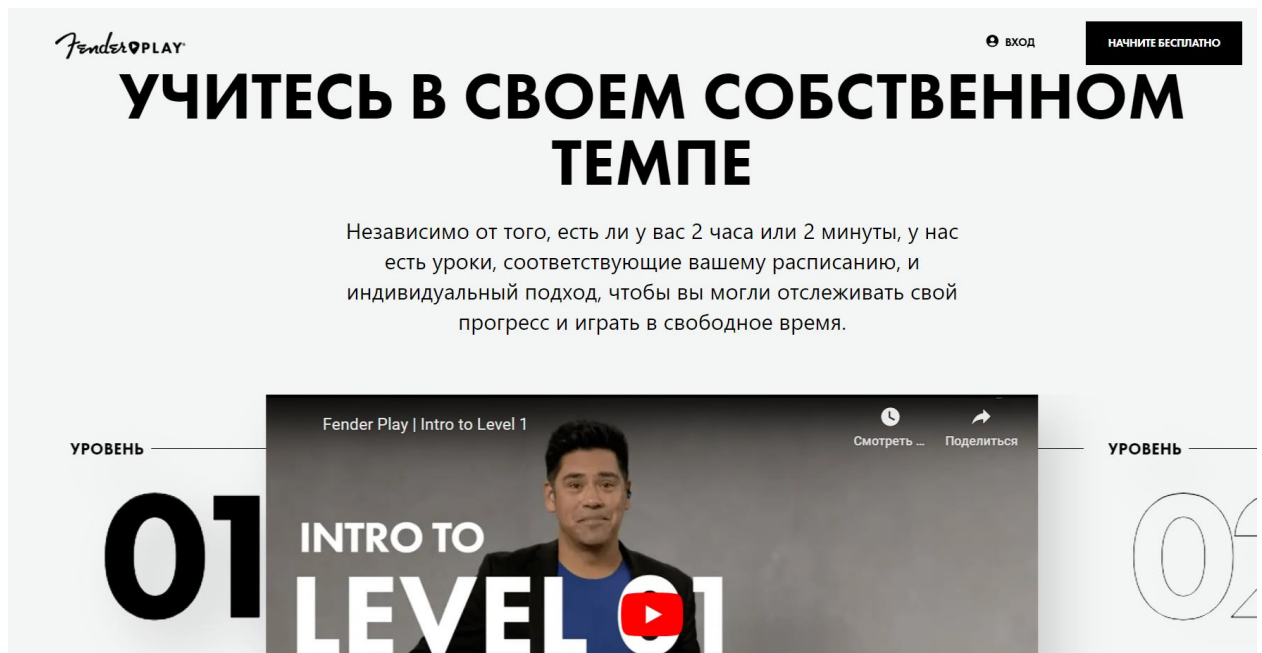 Fender PLAY
ВХОД
НАЧНИТЕ БЕСПЛАТНО
УЧИТЕСЬ В СВОЕМ СОБСТВЕННОМ
ТЕМПЕ
Независимо от того, есть ли у вас 2 часа или 2 минуты, у нас
есть уроки, соответствующие вашему расписанию, и
индивидуальный подход, чтобы вы могли отслеживать свой
прогресс и играть в свободное время.
Fender Play | Intro to Level 1
Смотреть ...
Поделиться
УРОВЕНЬ
01
INTRO TO
LEVEL 01
УРОВЕНЬ
02